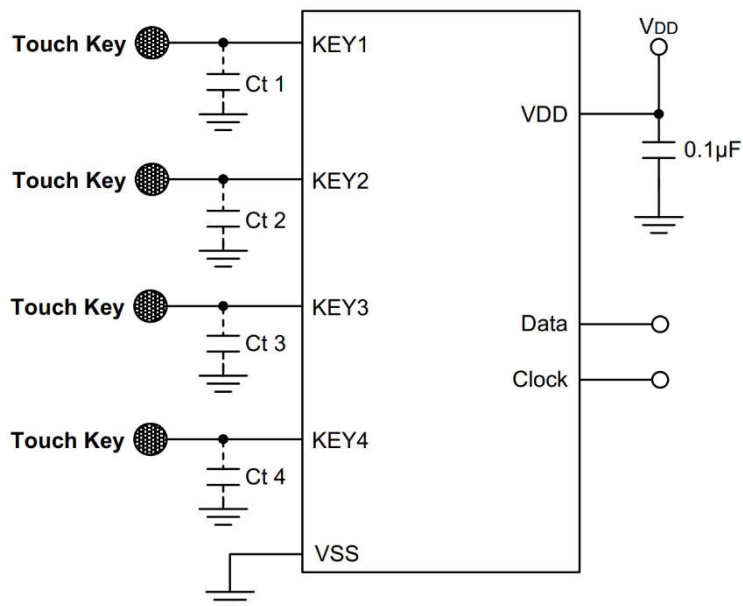 Touch Key
KEY1
Ct 1
Touch Key
KEY2
Ct 2
Touch Key
KEY3
Ct 3
Touch Key
KEY4
Ct 4
VSS
VDD
VDD
0.1µF
Data
Clock